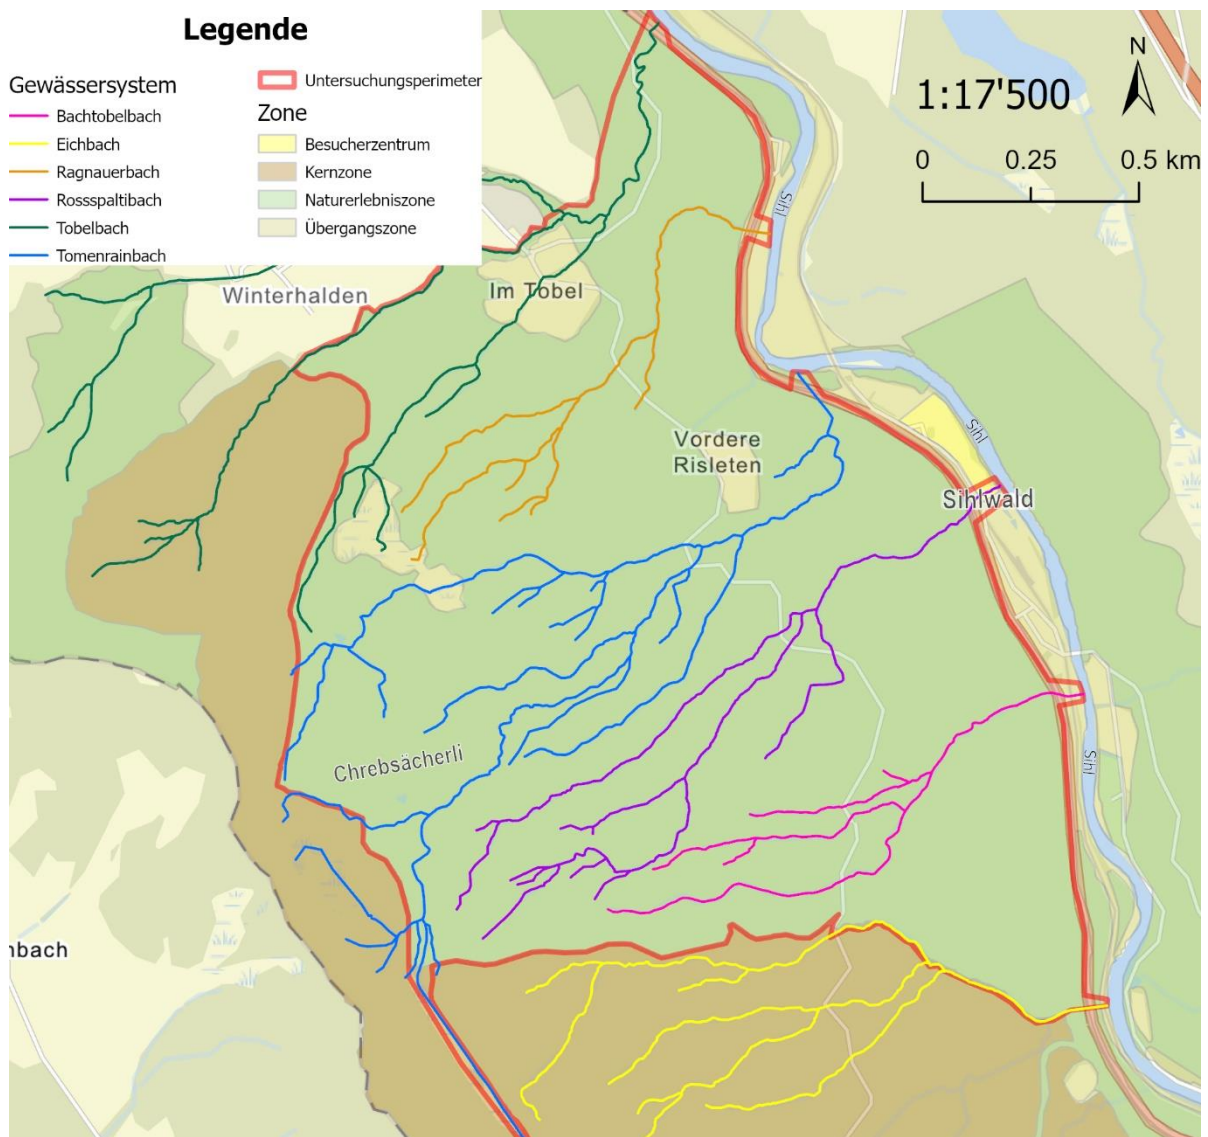 Legende
Gewässersystem
Bachtobelbach
Eichbach
Ragnauerbach
Rossspaltibach
Tobelbach
Tomenrainbach
Untersuchungsperimeter
Zone
Besucherzentrum
Kernzone
Naturerlebniszone
Übergangszone
N
1:17'500
0 0.25 0.5 km
Sihl
Winterhalden
Im Tobel
Vordere
Risleten
Sihl
Sihlwald
Chrebsächerli
Sihl
nbach